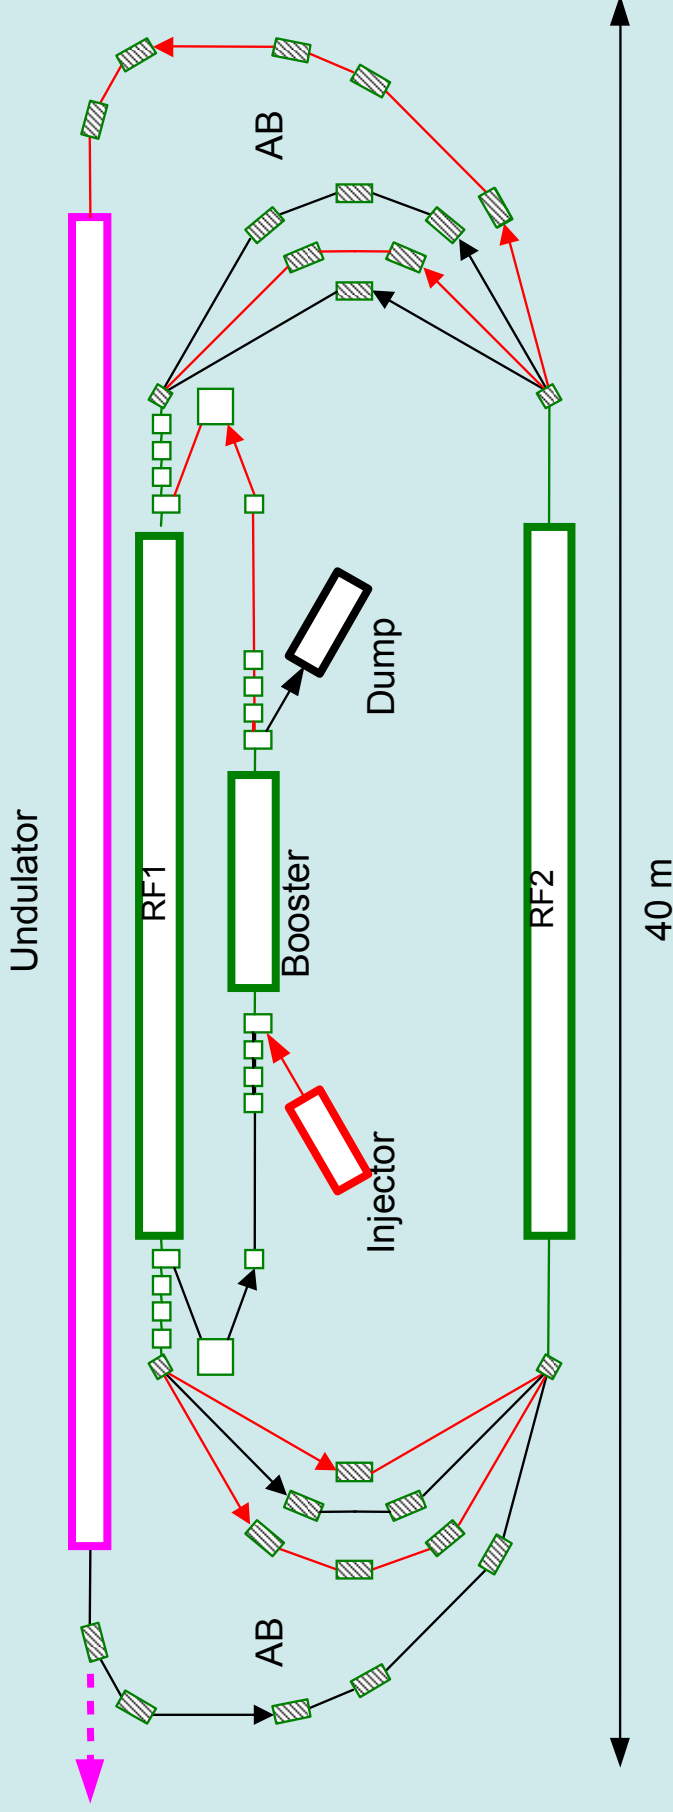 Undulator
RF1
Booster
Injector
Dump
AB
AB
RF2
40 m